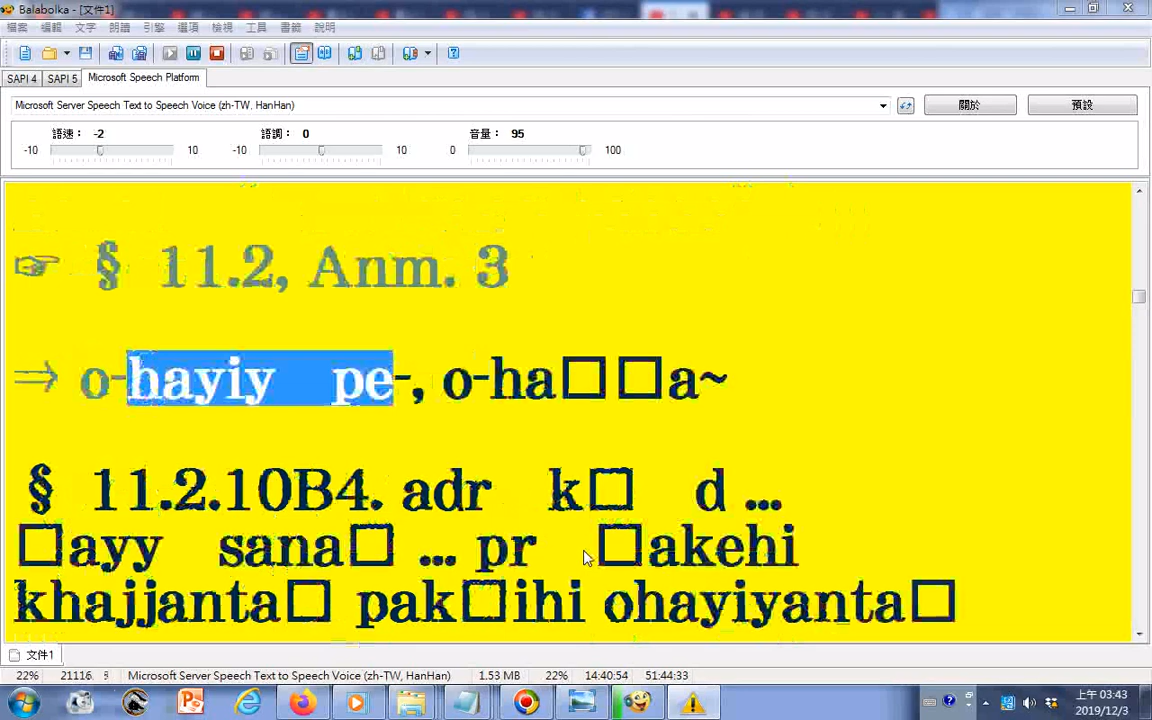 Balabolka - [文件1]
檔案 編輯 文字 朗讀 引擎 選項 檢視 工具 書籤 說明
SAPI 4 SAPI 5 Microsoft Speech Platform
Microsoft Server Speech Text to Speech Voice (zh-TW, HanHan) 關於 預設
語速： -2 語調： 0 音量： 95
-10 10 -10 10 0 100
☞ § 11.2, Anm. 3
⇒ o-hayiy pe-, o-ha□□a~
§ 11.2.10B4. adr k□ d ...
□ayy sana□ ... pr □akehi
khajjanta□ pak□ihi ohayiyanta□
文件1
22% 21116 Microsoft Server Speech Text to Speech Voice (zh-TW, HanHan) 1.53 MB 22% 14:40:54 51:44:33
上午 03:43
2019/12/3